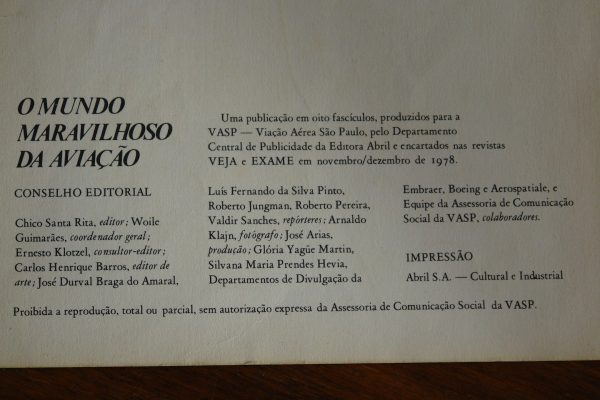 O MUNDO
MARAVILHOSO
DA AVIAÇÃO
Uma publicação em oito fascículos, produzidos para a
VASP — Viação Aérea São Paulo, pelo Departamento
Central de Publicidade da Editora Abril e encartados nas revistas
VEJA e EXAME em novembro/dezembro de 1978.
CONSELHO EDITORIAL
Chico Santa Rita, editor; Woile
Guimarães, coordenador geral;
Ernesto Klotzel, consultor-editor;
Carlos Henrique Barros, editor de
arte; José Durval Braga do Amaral,
Luís Fernando da Silva Pinto,
Roberto Jungman, Roberto Pereira,
Valdir Sanches, repórteres; Arnaldo
Klajn, fotógrafo; José Arias,
produção; Glória Yagüe Martin,
Silvana Maria Prendes Hevia,
Departamentos de Divulgação da
Embraer, Boeing e Aerospatiale, e
Equipe da Assessoria de Comunicação
Social da VASP, colaboradores.
IMPRESSÃO
Abril S.A. — Cultural e Industrial
Proibida a reprodução, total ou parcial, sem autorização expressa da Assessoria de Comunicação Social da VASP.